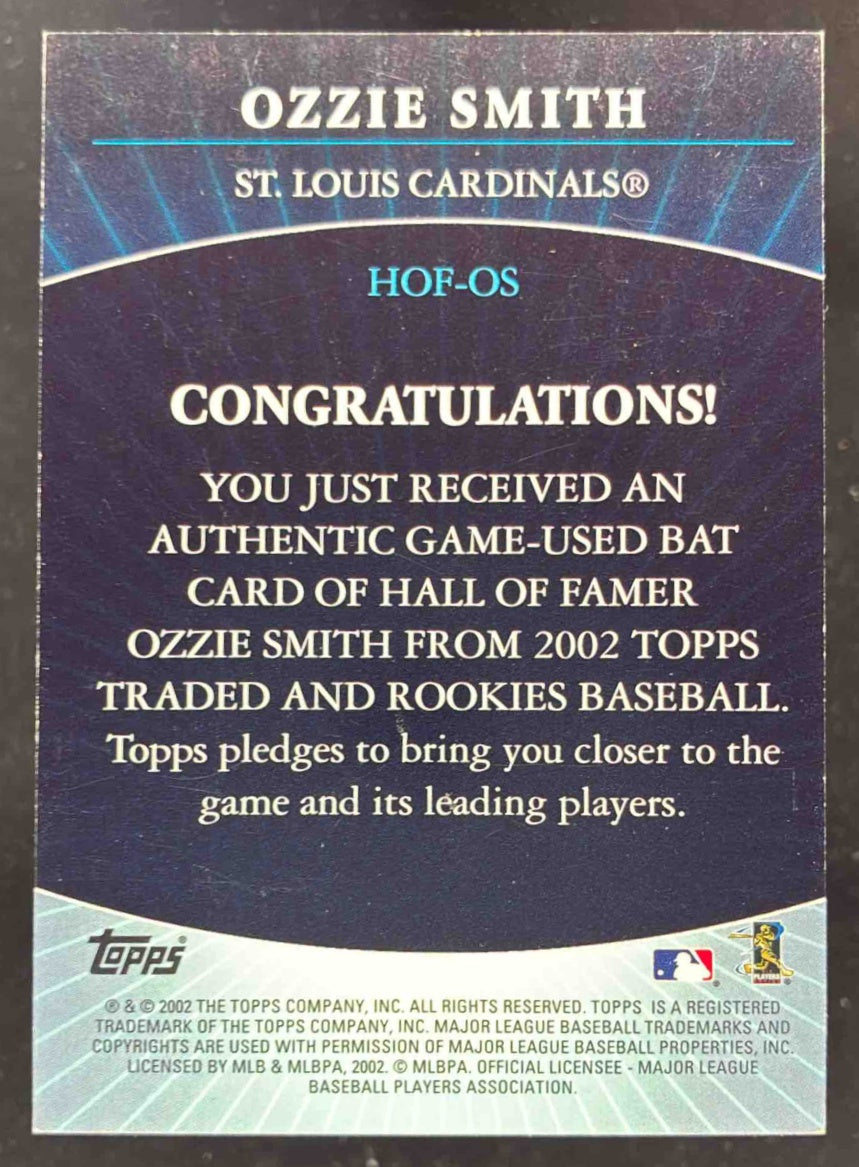 OZZIE SMITH
ST. LOUIS CARDINALS®
HOF-OS
CONGRATULATIONS!
YOU JUST RECEIVED AN
AUTHENTIC GAME-USED BAT
CARD OF HALL OF FAMER
OZZIE SMITH FROM 2002 TOPPS
TRADED AND ROOKIES BASEBALL.
Topps pledges to bring you closer to the
game and its leading players.
Topps®
PLAYERS
® & © 2002 THE TOPPS COMPANY, INC. ALL RIGHTS RESERVED. TOPPS IS A REGISTERED
TRADEMARK OF THE TOPPS COMPANY, INC. MAJOR LEAGUE BASEBALL TRADEMARKS AND
COPYRIGHTS ARE USED WITH PERMISSION OF MAJOR LEAGUE BASEBALL PROPERTIES, INC.
LICENSED BY MLB & MLBPA, 2002. © MLBPA. OFFICIAL LICENSEE - MAJOR LEAGUE
BASEBALL PLAYERS ASSOCIATION.